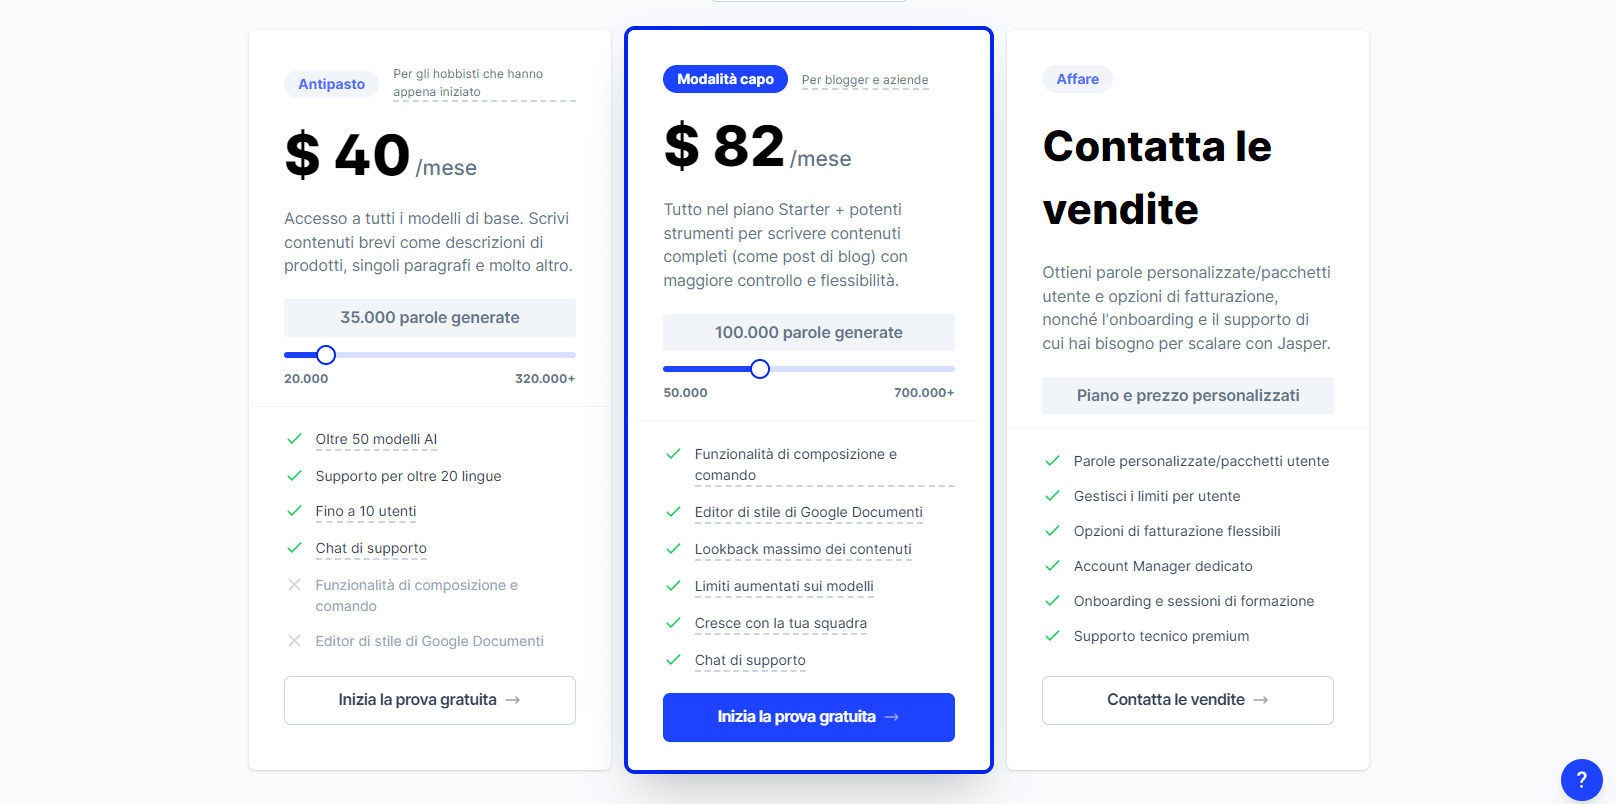 Antipasto
Per gli hobbisti che hanno
appena iniziato
$ 40 /mese
Accesso a tutti i modelli di base. Scrivi
contenuti brevi come descrizioni di
prodotti, singoli paragrafi e molto altro.
35.000 parole generate
20.000 320.000+
Oltre 50 modelli AI
Supporto per oltre 20 lingue
Fino a 10 utenti
Chat di supporto
Funzionalità di composizione e
comando
Editor di stile di Google Documenti
Inizia la prova gratuita →
Modalità capo
Per blogger e aziende
$ 82 /mese
Tutto nel piano Starter + potenti
strumenti per scrivere contenuti
completi (come post di blog) con
maggiore controllo e flessibilità.
100.000 parole generate
50.000 700.000+
Funzionalità di composizione e
comando
Editor di stile di Google Documenti
Lookback massimo dei contenuti
Limiti aumentati sui modelli
Cresce con la tua squadra
Chat di supporto
Inizia la prova gratuita →
Affare
Contatta le
vendite
Ottieni parole personalizzate/pacchetti
utente e opzioni di fatturazione,
nonché l'onboarding e il supporto di
cui hai bisogno per scalare con Jasper.
Piano e prezzo personalizzati
Parole personalizzate/pacchetti utente
Gestisci i limiti per utente
Opzioni di fatturazione flessibili
Account Manager dedicato
Onboarding e sessioni di formazione
Supporto tecnico premium
Contatta le vendite →
?